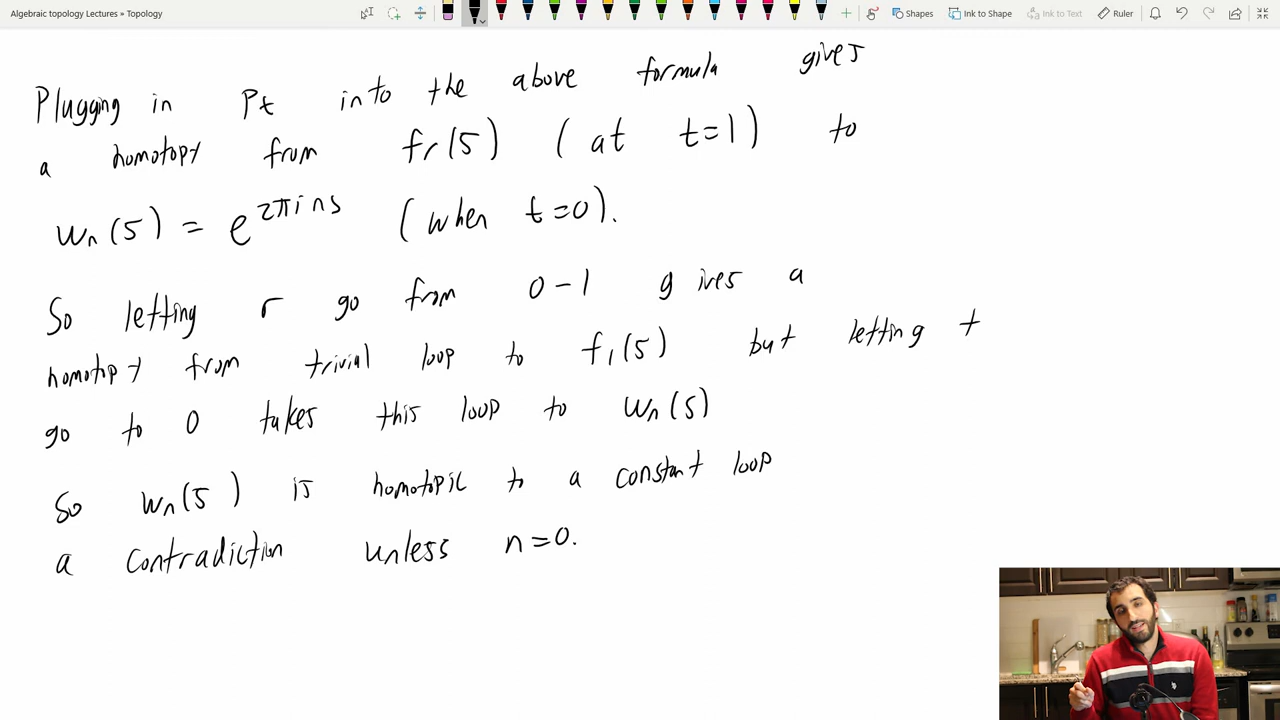 Algebraic topology Lectures » Topology
Shapes
Ink to Shape
Ink to Text
Ruler
Plugging in Pt into the above formula gives
a homotopy from fr(s) (at t=1) to
wn(s) = e^{2πins} (when t=0).
So letting r go from 0-1 gives a
homotopy from trivial loop to f1(s) but letting t
go to 0 takes this loop to wn(s)
So wn(s) is homotopic to a constant loop
a contradiction unless n=0.